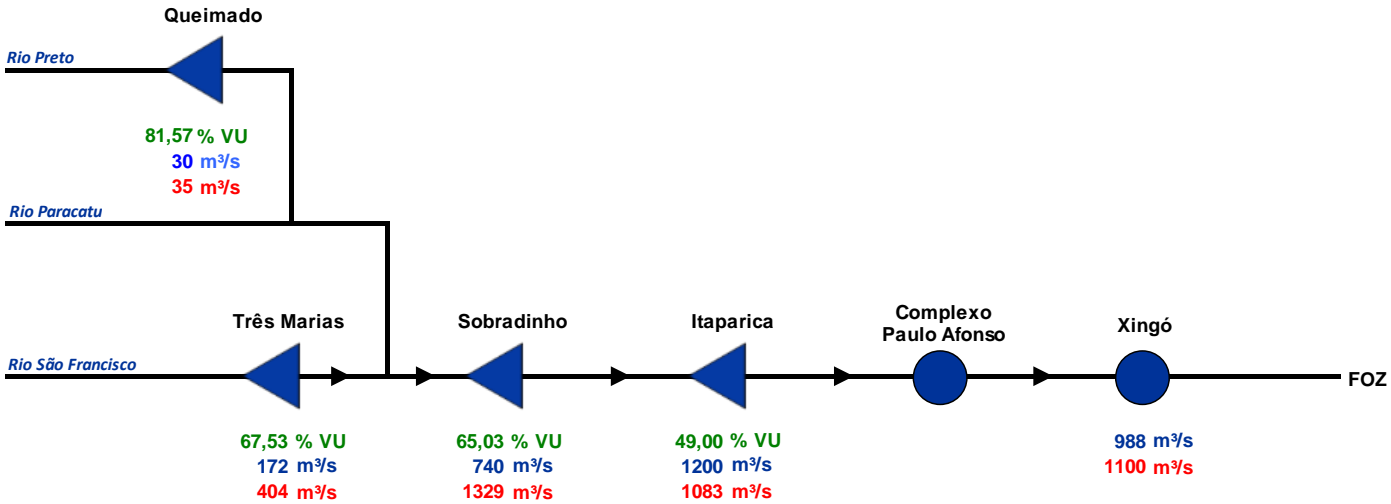 Queimado
Rio Preto
81,57 % VU
30 m³/s
35 m³/s
Rio Paracatu
Três Marias
Sobradinho
Itaparica
Complexo
Paulo Afonso
Xingó
Rio São Francisco
FOZ
67,53 % VU
172 m³/s
404 m³/s
65,03 % VU
740 m³/s
1329 m³/s
49,00 % VU
1200 m³/s
1083 m³/s
988 m³/s
1100 m³/s